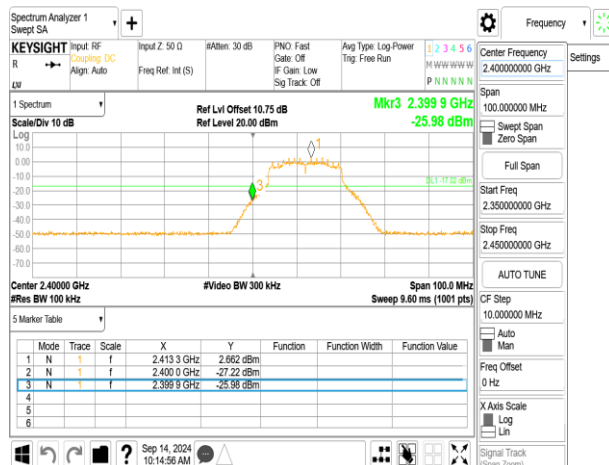 Spectrum Analyzer 1
Swept SA
Frequency
Settings
KEYSIGHT
Input: RF
Coupling: DC
Align: Auto
Input Z: 50 Ω
Freq Ref: Int (S)
#Atten: 30 dB
PNO: Fast
Gate: Off
IF Gain: Low
Sig Track: Off
Avg Type: Log-Power
Trig: Free Run
1 2 3 4 5 6
M W W W W W
P N N N N N
R
LXI
1 Spectrum
Scale/Div 10 dB
Log
Ref Lvl Offset 10.75 dB
Ref Level 20.00 dBm
Mkr3 2.399 9 GHz
-25.98 dBm
10.0
0.00
-10.0
-20.0
-30.0
-40.0
-50.0
-60.0
-70.0
1
3
DL1 -17.02 dBm
Center 2.40000 GHz
#Video BW 300 kHz
Span 100.0 MHz
#Res BW 100 kHz
Sweep 9.60 ms (1001 pts)
5 Marker Table
Mode Trace Scale X Y Function Function Width Function Value
1 N 1 f 2.413 3 GHz 2.662 dBm
2 N 1 f 2.400 0 GHz -27.22 dBm
3 N 1 f 2.399 9 GHz -25.98 dBm
4
5
6
Sep 14, 2024
10:14:56 AM
Center Frequency
2.400000000 GHz
Span
100.000000 MHz
Swept Span
Zero Span
Full Span
Start Freq
2.350000000 GHz
Stop Freq
2.450000000 GHz
AUTO TUNE
CF Step
10.000000 MHz
Auto
Man
Freq Offset
0 Hz
X Axis Scale
Log
Lin
Signal Track
(Span Zoom)